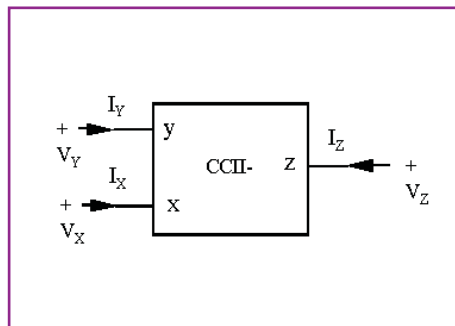 I_Y
+ y
V_Y
CCII- z I_Z +
I_X V_Z
+ x
V_X